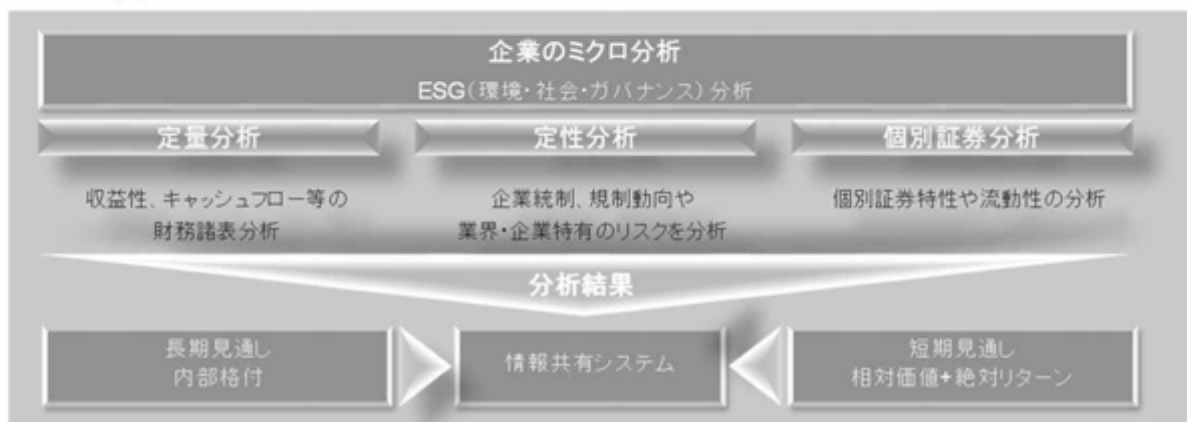 企業のミクロ分析
ESG(環境・社会・ガバナンス)分析
定量分析
収益性、キャッシュフロー等の
財務諸表分析
定性分析
企業統制、規制動向や
業界・企業特有のリスクを分析
個別証券分析
個別証券特性や流動性の分析
分析結果
長期見通し
内部格付
情報共有システム
短期見通し
相対価値+絶対リターン